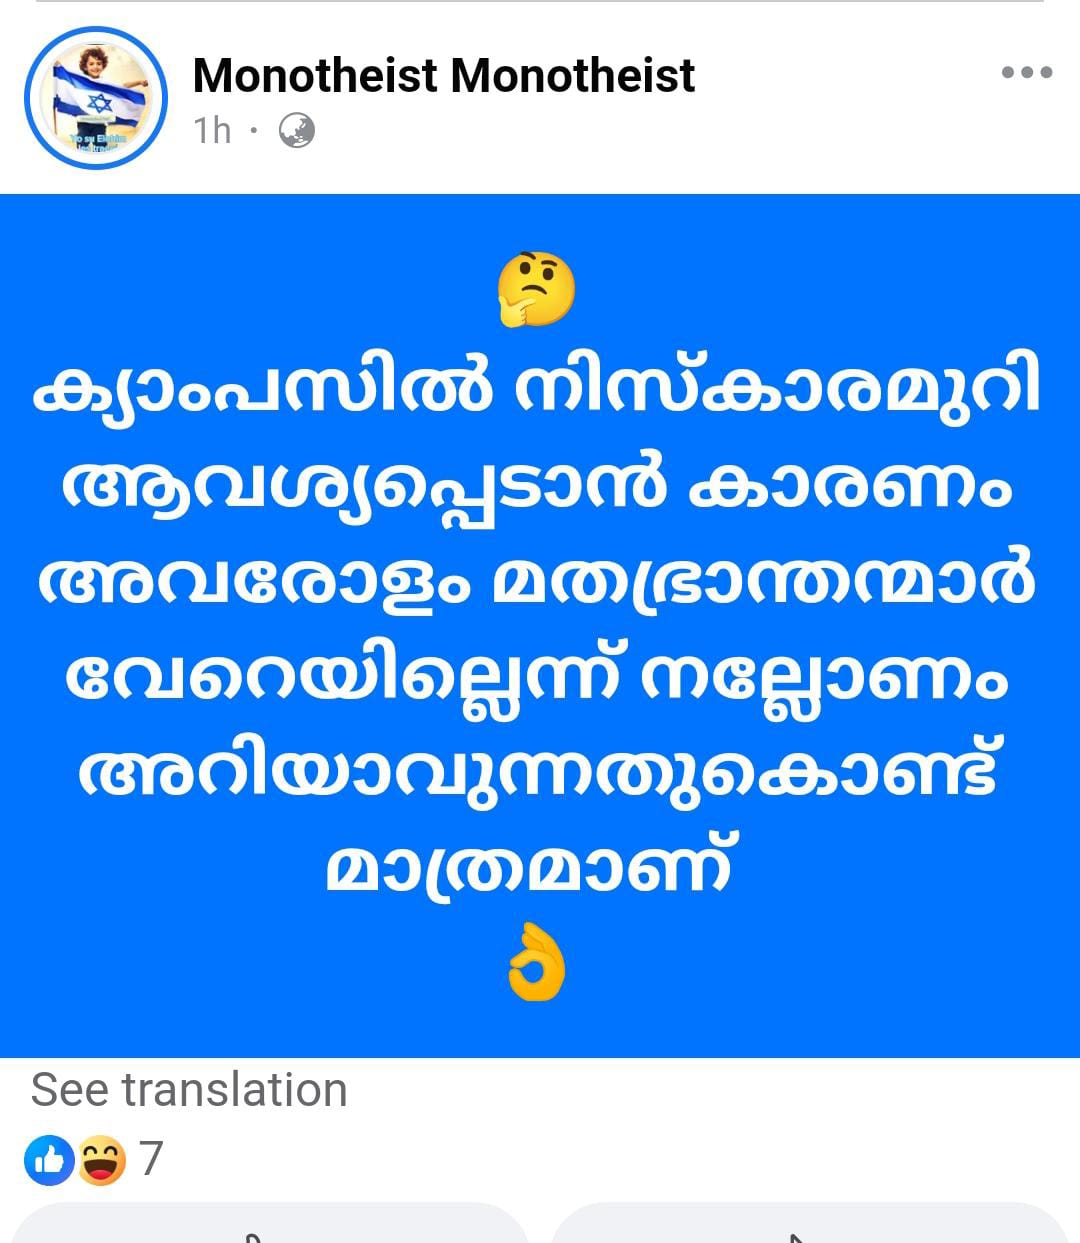 Monotheist Monotheist
1h
ക്യാംപസിൽ നിസ്കാരമുറി
ആവശ്യപ്പെടാൻ കാരണം
അവരോളം മതഭ്രാന്തന്മാർ
വേറെയില്ലെന്ന് നല്ലോണം
അറിയാവുന്നതുകൊണ്ട്
മാത്രമാണ്
See translation
7